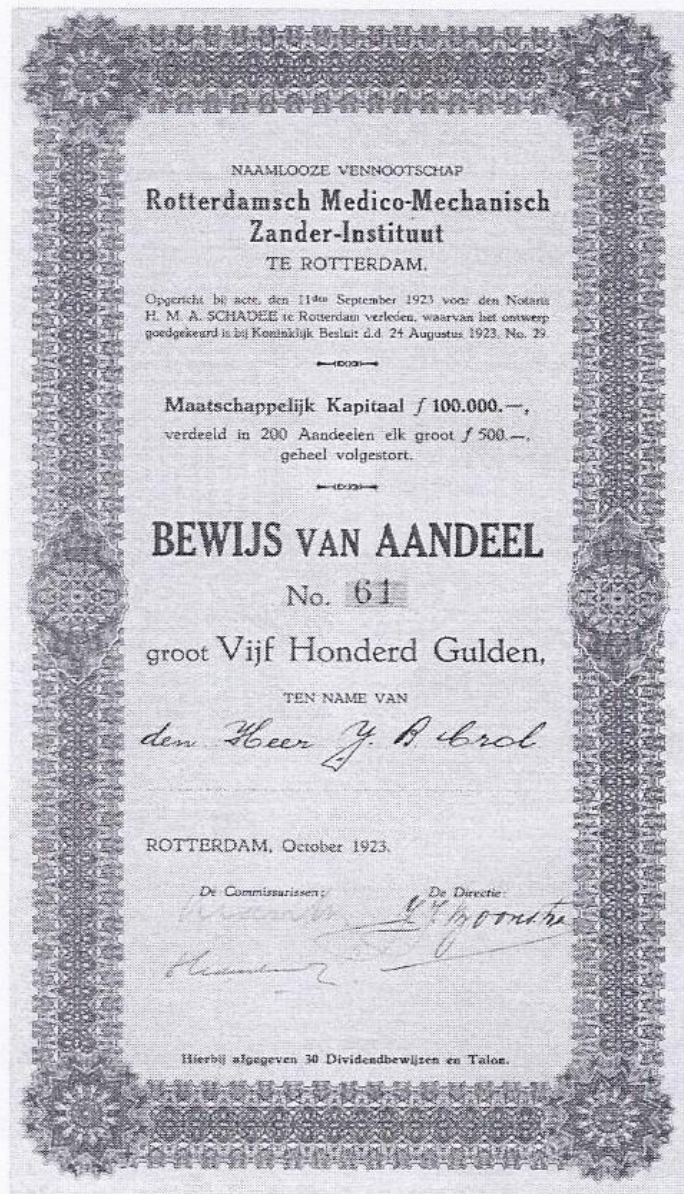 NAAMLOOZE VENNOOTSCHAP
Rotterdamsch Medico-Mechanisch
Zander-Instituut
TE ROTTERDAM.
Opgericht bij acte, den 11den September 1923 voor den Notaris
H. M. A. SCHADEE te Rotterdam verleden, waarvan het ontwerp
goedgekeurd is bij Koninklijk Besluit d.d. 24 Augustus 1923, No. 29.
Maatschappelijk Kapitaal ƒ 100.000.—,
verdeeld in 200 Aandeelen elk groot ƒ 500.—,
geheel volgestort.
BEWIJS VAN AANDEEL
No. 61
groot Vijf Honderd Gulden,
TEN NAME VAN
den Heer Y. B. Crol
ROTTERDAM, October 1923.
De Commissarissen: De Directie:
Hierbij afgegeven 30 Dividendbewijzen en Talon.